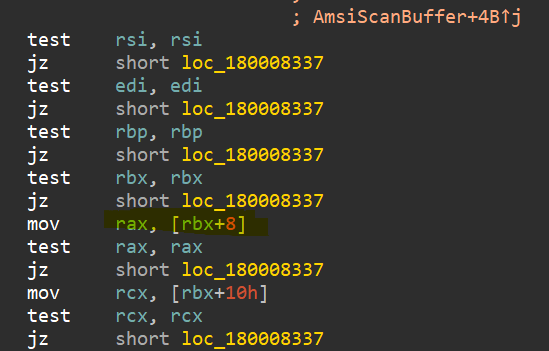 ; AmsiScanBuffer+4B↑j
test rsi, rsi
jz short loc_180008337
test edi, edi
jz short loc_180008337
test rbp, rbp
jz short loc_180008337
test rbx, rbx
jz short loc_180008337
mov rax, [rbx+8]
test rax, rax
jz short loc_180008337
mov rcx, [rbx+10h]
test rcx, rcx
jz short loc_180008337